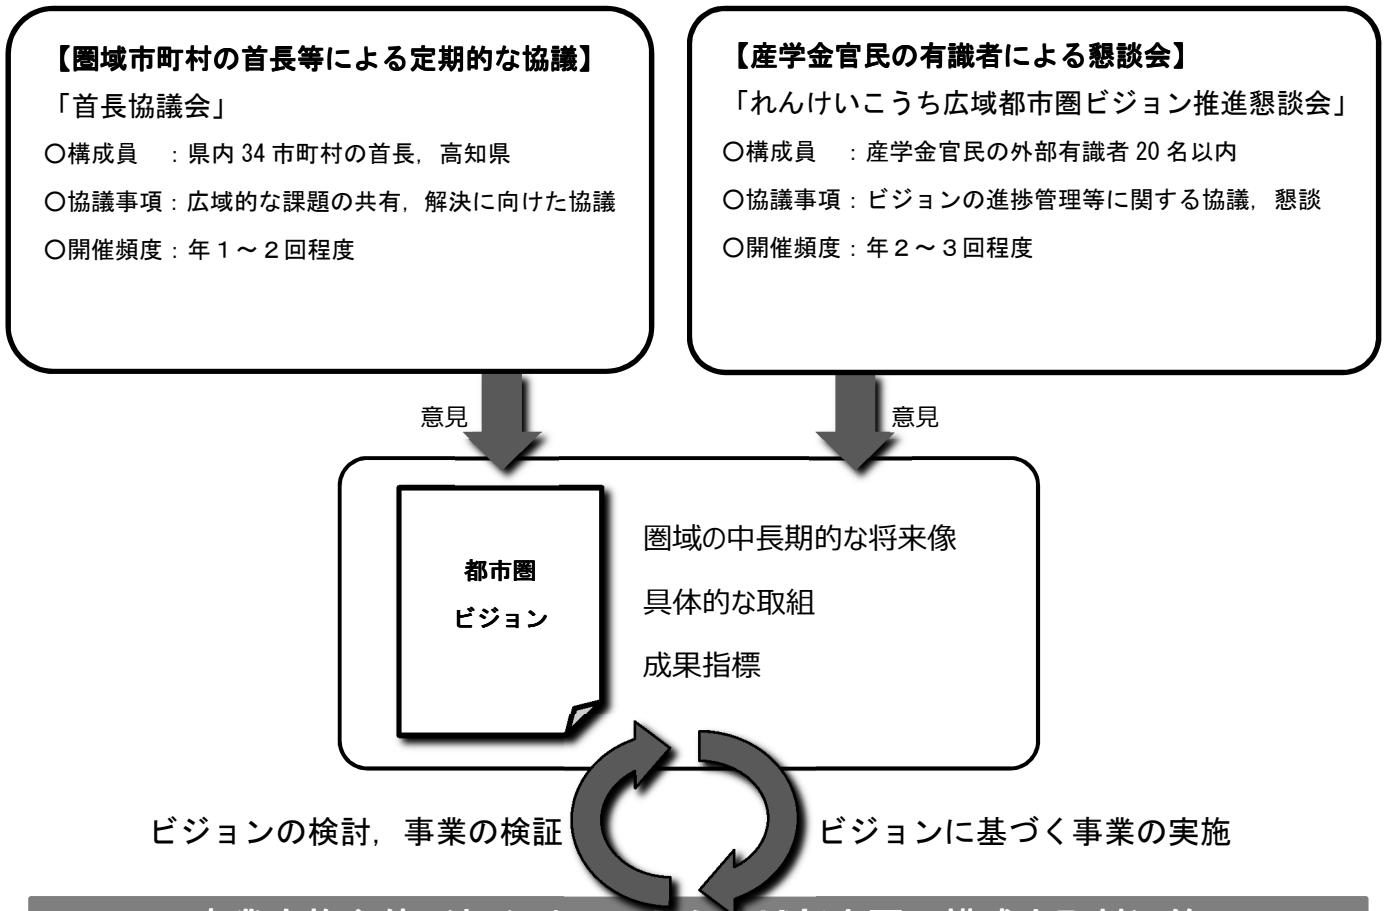 【圏域市町村の首長等による定期的な協議】
「首長協議会」
〇構成員　：県内 34 市町村の首長，高知県
〇協議事項：広域的な課題の共有，解決に向けた協議
〇開催頻度：年１～２回程度
【産学金官民の有識者による懇談会】
「れんけいこうち広域都市圏ビジョン推進懇談会」
〇構成員　：産学金官民の外部有識者 20 名以内
〇協議事項：ビジョンの進捗管理等に関する協議，懇談
〇開催頻度：年２～３回程度
意見
意見
都市圏
ビジョン
圏域の中長期的な将来像
具体的な取組
成果指標
ビジョンの検討，事業の検証
ビジョンに基づく事業の実施